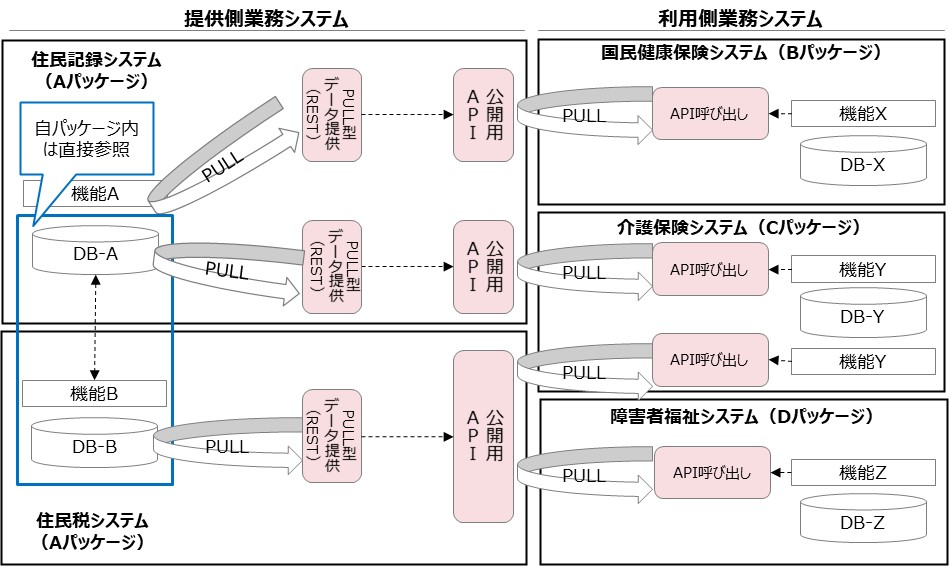 提供側業務システム
利用側業務システム
住民記録システム
（Aパッケージ）
自パッケージ内
は直接参照
機能A
DB-A
PULL
PULL型
データ提供
(REST)
公開用
API
PULL
PULL型
データ提供
(REST)
公開用
API
機能B
DB-B
PULL
PULL型
データ提供
(REST)
公開用
API
住民税システム
（Aパッケージ）
国民健康保険システム（Bパッケージ）
PULL
API呼び出し
機能X
DB-X
介護保険システム（Cパッケージ）
PULL
API呼び出し
機能Y
DB-Y
PULL
API呼び出し
機能Y
障害者福祉システム（Dパッケージ）
PULL
API呼び出し
機能Z
DB-Z